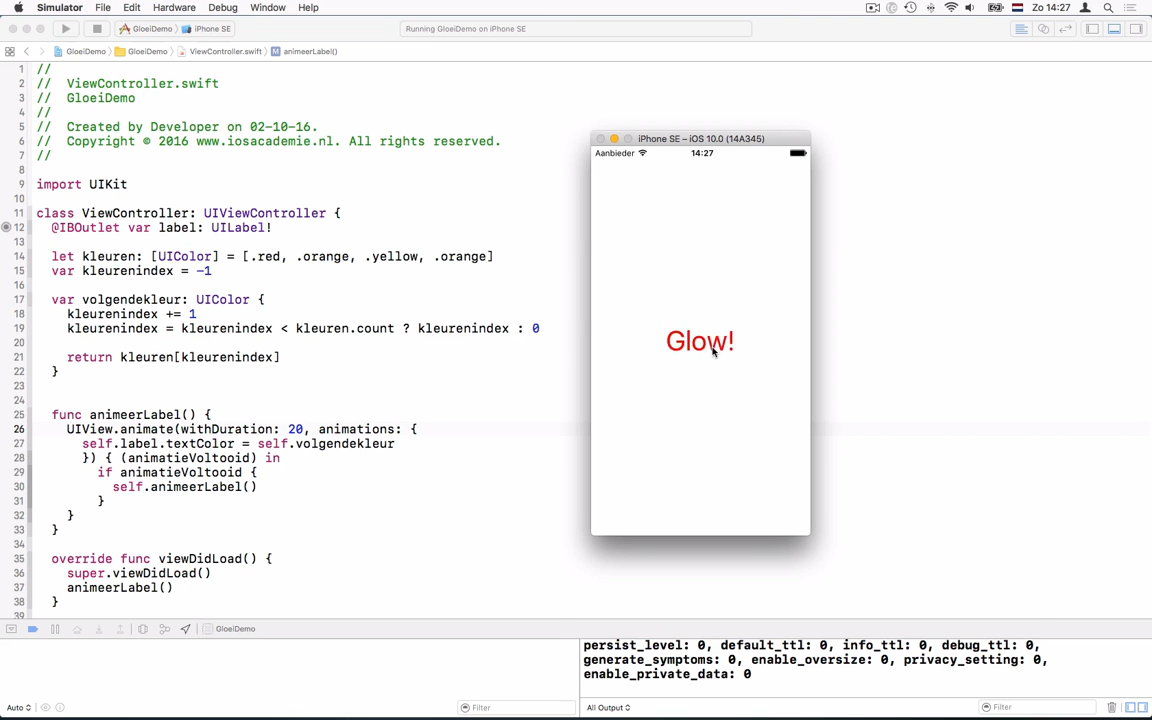 Simulator File Edit Hardware Debug Window Help Zo 14:27
GloeiDemo iPhone SE Running GloeiDemo on iPhone SE
GloeiDemo GloeiDemo ViewController.swift M animeerLabel()
1 //
2 // ViewController.swift
3 // GloeiDemo
4 //
5 // Created by Developer on 02-10-16.
6 // Copyright © 2016 www.iosacademie.nl. All rights reserved.
7 //
8
9 import UIKit
10
11 class ViewController: UIViewController {
12 @IBOutlet var label: UILabel!
13
14 let kleuren: [UIColor] = [.red, .orange, .yellow, .orange]
15 var kleurenindex = -1
16
17 var volgendekleur: UIColor {
18 kleurenindex += 1
19 kleurenindex = kleurenindex < kleuren.count ? kleurenindex : 0
20
21 return kleuren[kleurenindex]
22 }
23
24
25 func animeerLabel() {
26 UIView.animate(withDuration: 20, animations: {
27 self.label.textColor = self.volgendekleur
28 }) { (animatieVoltooid) in
29 if animatieVoltooid {
30 self.animeerLabel()
31 }
32 }
33 }
34
35 override func viewDidLoad() {
36 super.viewDidLoad()
37 animeerLabel()
38 }
39
iPhone SE – iOS 10.0 (14A345)
Aanbieder 14:27
Glow!
GloeiDemo
persist_level: 0, default_ttl: 0, info_ttl: 0, debug_ttl: 0,
generate_symptoms: 0, enable_oversize: 0, privacy_setting: 0,
enable_private_data: 0
Auto Filter All Output Filter